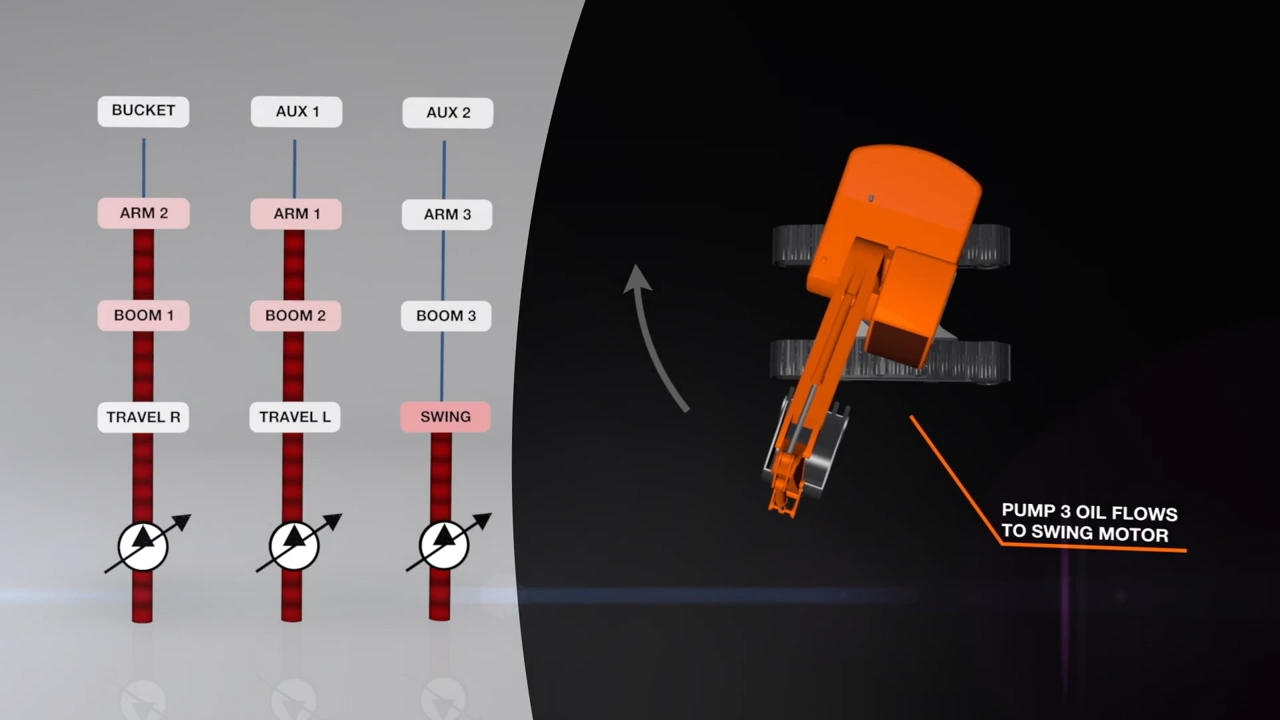 BUCKET
AUX 1
AUX 2
ARM 2
ARM 1
ARM 3
BOOM 1
BOOM 2
BOOM 3
TRAVEL R
TRAVEL L
SWING
PUMP 3 OIL FLOWS
TO SWING MOTOR